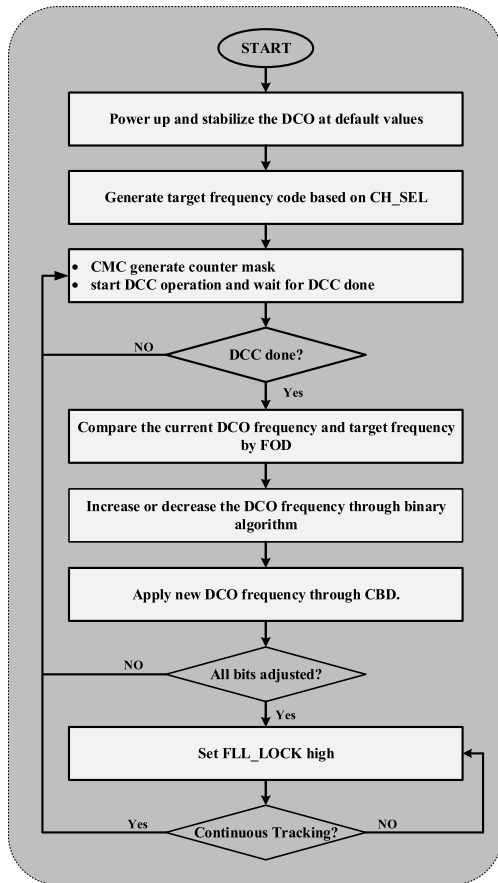 START
Power up and stabilize the DCO at default values
Generate target frequency code based on CH_SEL
• CMC generate counter mask
• start DCC operation and wait for DCC done
NO
DCC done?
Yes
Compare the current DCO frequency and target frequency
by FOD
Increase or decrease the DCO frequency through binary
algorithm
Apply new DCO frequency through CBD.
NO
All bits adjusted?
Yes
Set FLL_LOCK high
Yes
Continuous Tracking?
NO